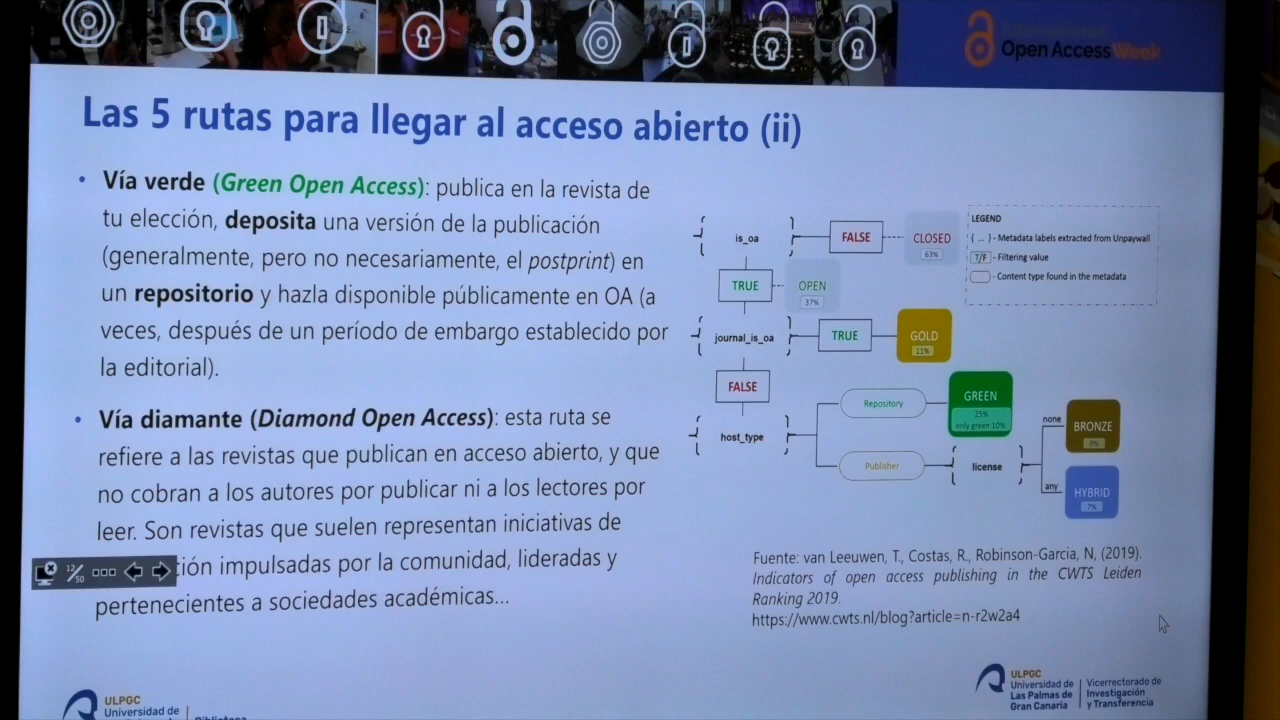 Open Access Week
Las 5 rutas para llegar al acceso abierto (ii)
• Vía verde (Green Open Access): publica en la revista de
tu elección, deposita una versión de la publicación
(generalmente, pero no necesariamente, el postprint) en
un repositorio y hazla disponible públicamente en OA (a
veces, después de un período de embargo establecido por
la editorial).
• Vía diamante (Diamond Open Access): esta ruta se
refiere a las revistas que publican en acceso abierto, y que
no cobran a los autores por publicar ni a los lectores por
leer. Son revistas que suelen representan iniciativas de
ión impulsadas por la comunidad, lideradas y
pertenecientes a sociedades académicas...
12/50
is_oa
FALSE
CLOSED
63%
TRUE
OPEN
37%
journal_is_oa
TRUE
GOLD
11%
FALSE
host_type
Repository
GREEN
25%
only green 10%
Publisher
license
none
BRONZE
any
HYBRID
7%
LEGEND
{ ... } - Metadata labels extracted from Unpaywall
T/F - Filtering value
- Content type found in the metadata
Fuente: van Leeuwen, T., Costas, R., Robinson-Garcia, N, (2019).
Indicators of open access publishing in the CWTS Leiden
Ranking 2019.
https://www.cwts.nl/blog?article=n-r2w2a4
ULPGC
Universidad de
ULPGC
Universidad de
Las Palmas de
Gran Canaria
Vicerrectorado de
Investigación
y Transferencia